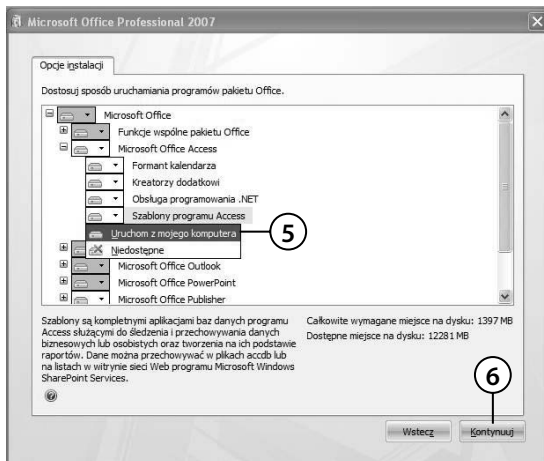 Microsoft Office Professional 2007
Opcje instalacji
Dostosuj sposób uruchamiania programów pakietu Office.
Microsoft Office
Funkcje wspólne pakietu Office
Microsoft Office Access
Formant kalendarza
Kreatorzy dodatkowi
Obsługa programowania .NET
Szablony programu Access
Uruchom z mojego komputera
5
Niedostępne
Microsoft Office Outlook
Microsoft Office PowerPoint
Microsoft Office Publisher
Szablony są kompletnymi aplikacjami baz danych programu
Access służącymi do śledzenia i przechowywania danych
biznesowych lub osobistych oraz tworzenia na ich podstawie
raportów. Dane można przechowywać w plikach accdb lub
na listach w witrynie sieci Web programu Microsoft Windows
SharePoint Services.
Całkowite wymagane miejsce na dysku: 1397 MB
Dostępne miejsce na dysku: 12281 MB
6
Wstecz
Kontynuuj